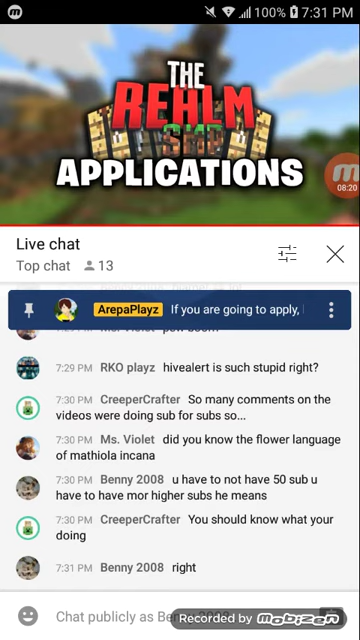 100% 7:31 PM
THE
REALM
SMP
APPLICATIONS
08:20
Live chat
Top chat 13
ArepaPlayz If you are going to apply,
7:29 PM RKO playz hivealert is such stupid right?
7:30 PM CreeperCrafter So many comments on the
videos were doing sub for subs so...
7:30 PM Ms. Violet did you know the flower language
of mathiola incana
7:30 PM Benny 2008 u have to not have 50 sub u
have to have mor higher subs he means
7:30 PM CreeperCrafter You should know what your
doing
7:31 PM Benny 2008 right
Chat publicly as Benny 2008
Recorded by Mobizen